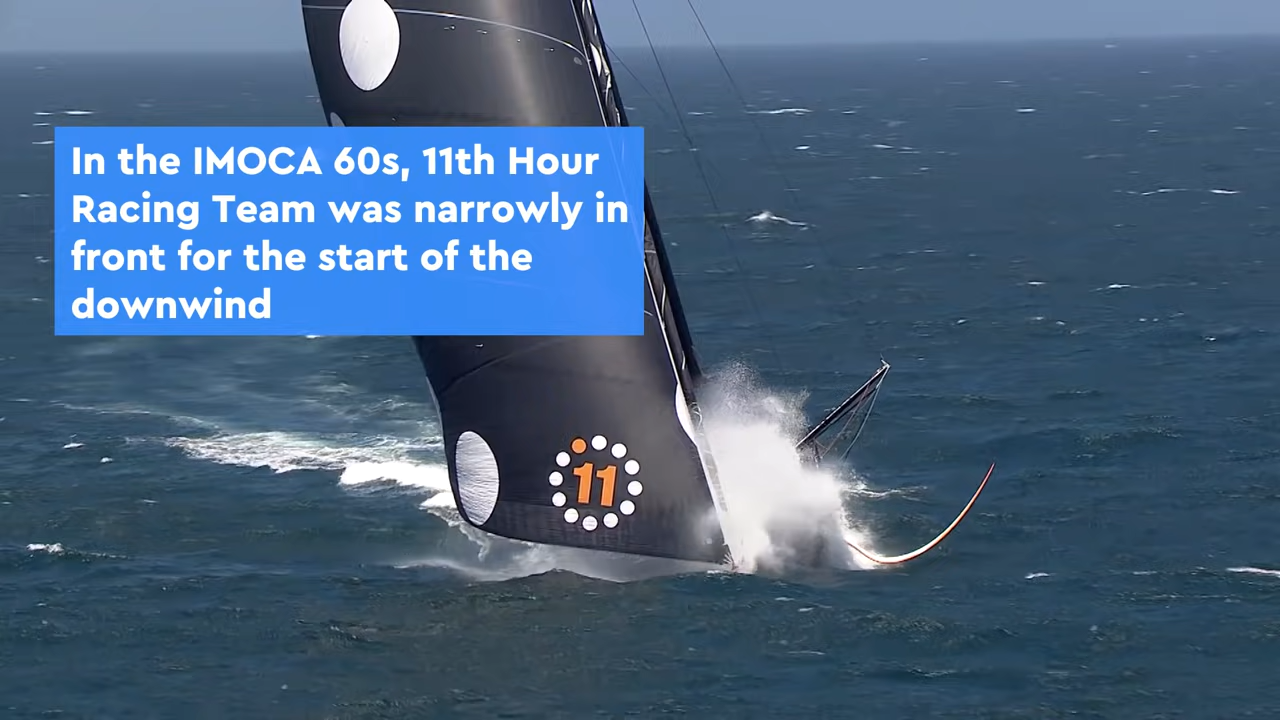 In the IMOCA 60s, 11th Hour
Racing Team was narrowly in
front for the start of the
downwind
11